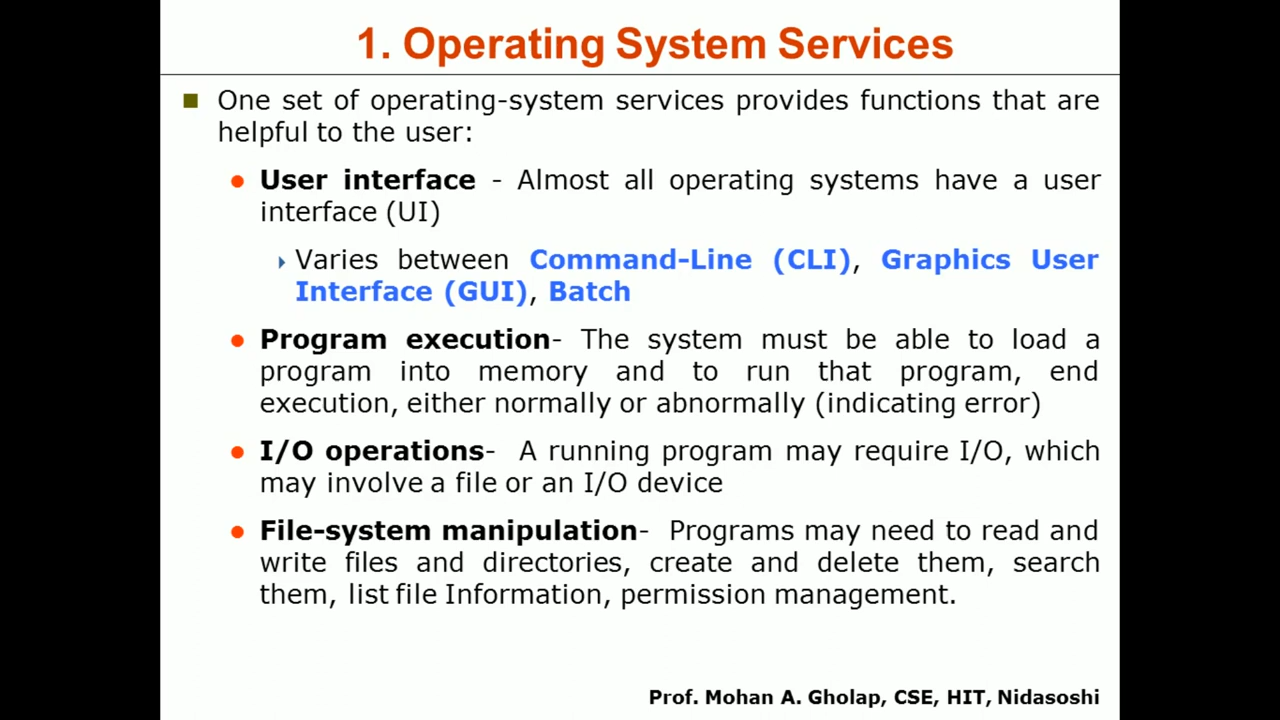 1. Operating System Services
One set of operating-system services provides functions that are
helpful to the user:
User interface - Almost all operating systems have a user
interface (UI)
Varies between Command-Line (CLI), Graphics User
Interface (GUI), Batch
Program execution- The system must be able to load a
program into memory and to run that program, end
execution, either normally or abnormally (indicating error)
I/O operations- A running program may require I/O, which
may involve a file or an I/O device
File-system manipulation- Programs may need to read and
write files and directories, create and delete them, search
them, list file Information, permission management.
Prof. Mohan A. Gholap, CSE, HIT, Nidasoshi